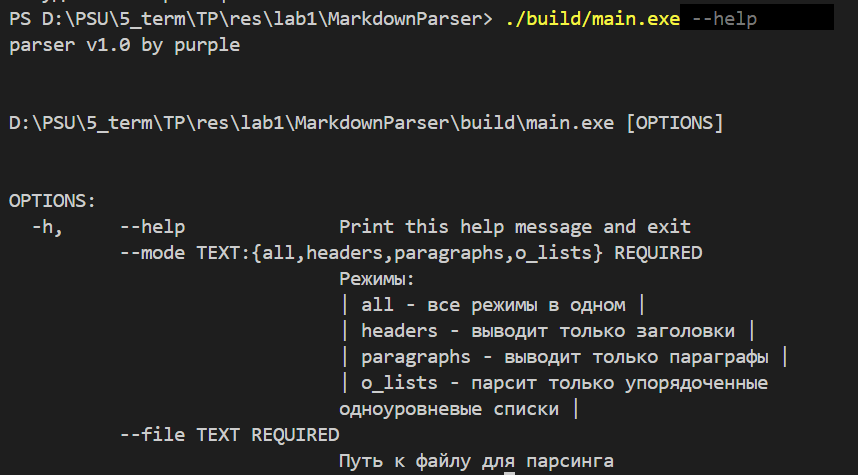 PS D:\PSU\5_term\TP\res\lab1\MarkdownParser> ./build/main.exe --help
parser v1.0 by purple
D:\PSU\5_term\TP\res\lab1\MarkdownParser\build\main.exe [OPTIONS]
OPTIONS:
-h, --help Print this help message and exit
--mode TEXT:{all,headers,paragraphs,o_lists} REQUIRED
Режимы:
| all - все режимы в одном |
| headers - выводит только заголовки |
| paragraphs - выводит только параграфы |
| o_lists - парсит только упорядоченные
одноуровневые списки |
--file TEXT REQUIRED
Путь к файлу для парсинга